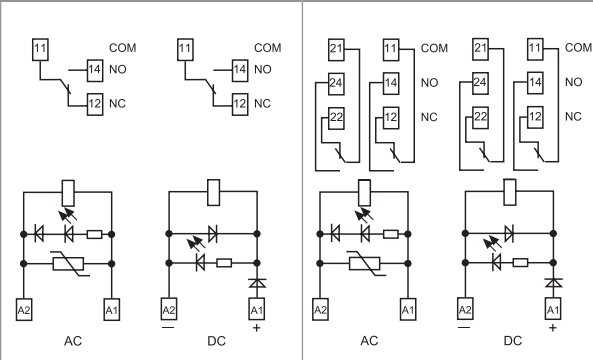 11 COM 11 COM
14 NO 14 NO
12 NC 12 NC
A2 A1 A2 A1
— +
AC DC
21 11 COM 21 11 COM
24 14 NO 24 14 NO
22 12 NC 22 12 NC
A2 A1 A2 A1
— +
AC DC